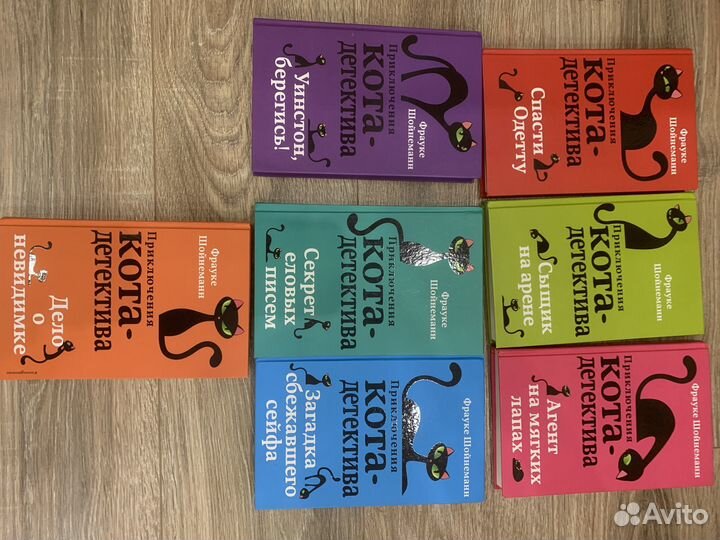 Фрауке
Шойнеманн
Приключения
кота-
детектива
Уинстон,
берегись!
Фрауке
Шойнеманн
Приключения
кота-
детектива
Спасти
Одетту
Фрауке
Шойнеманн
Приключения
кота-
детектива
Дело
о
невидимке
Фрауке
Шойнеманн
Приключения
кота-
детектива
Секрет
еловых
писем
Фрауке
Шойнеманн
Приключения
кота-
детектива
Сыщик
на арене
Фрауке Шойнеманн
Приключения
кота-
детектива
Загадка
сбежавшего
сейфа
Фрауке Шойнеманн
Приключения
кота-
детектива
Агент
на мягких
лапах
Avito